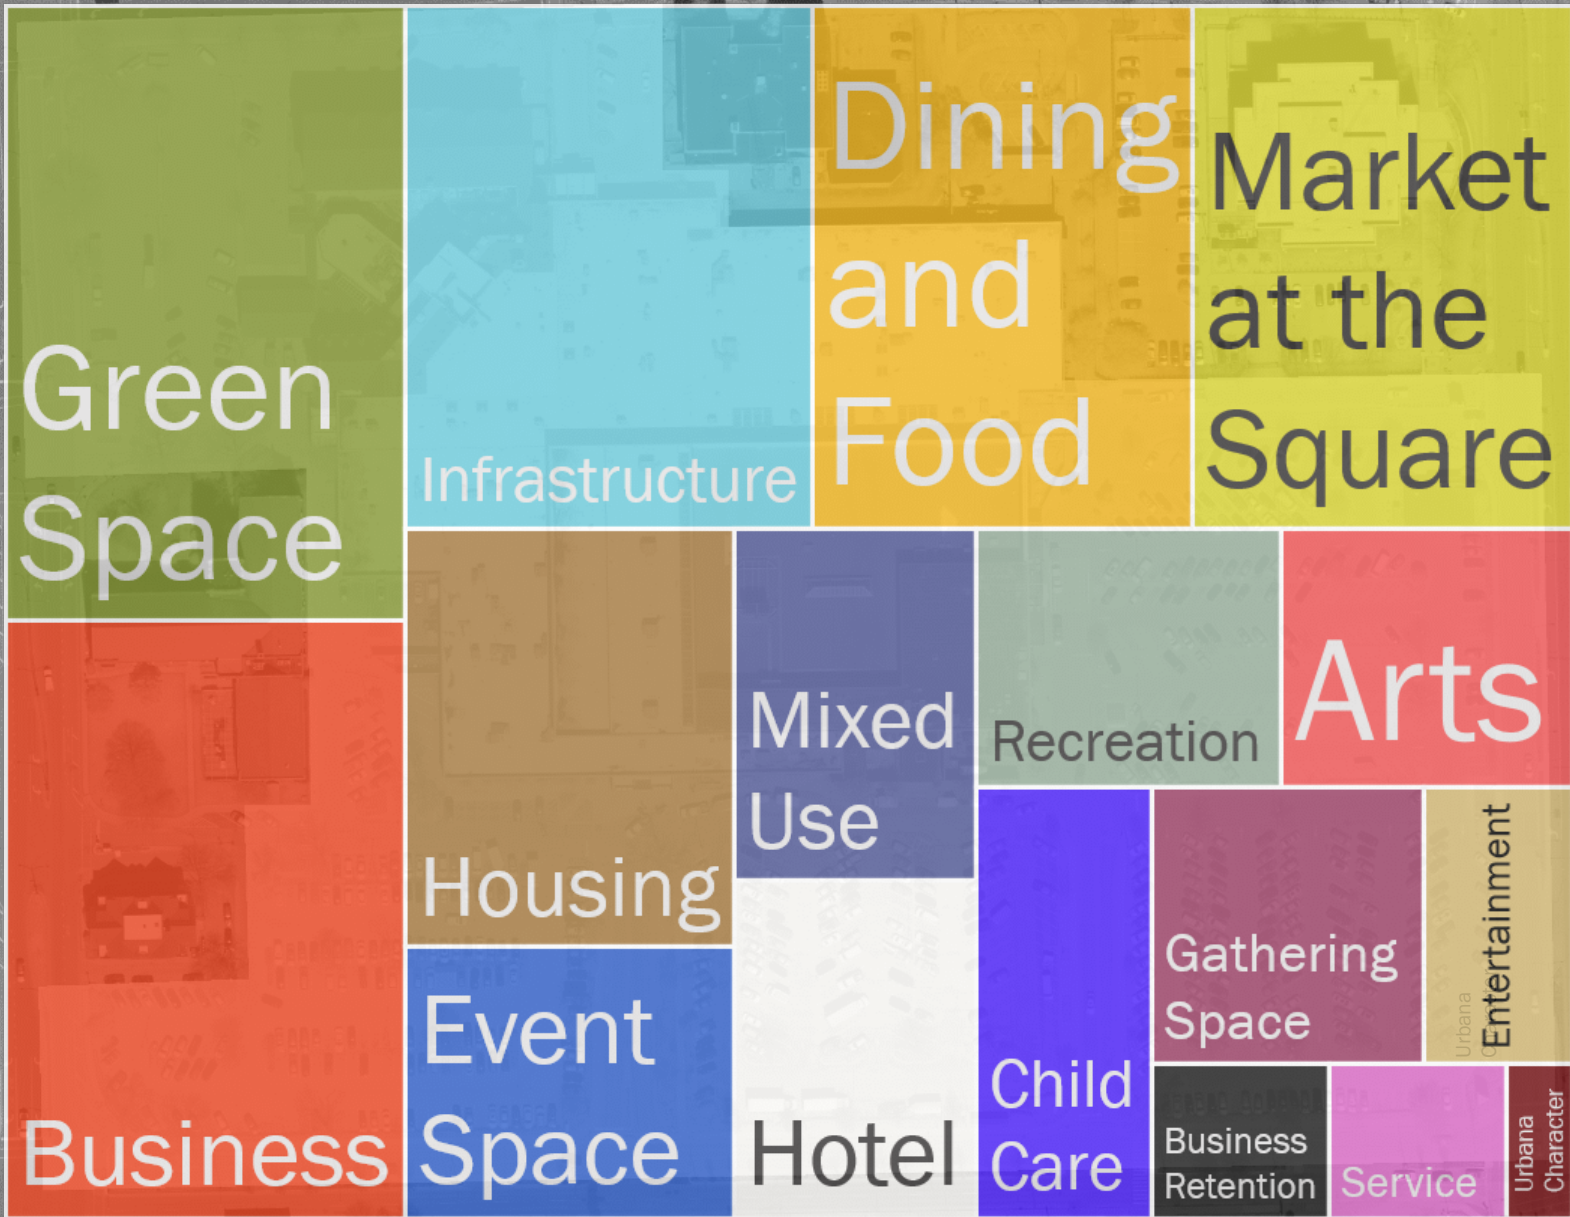 Green
Space
Infrastructure
Dining
and
Food
Market
at the
Square
Business
Housing
Event
Space
Mixed
Use
Hotel
Recreation
Arts
Child
Care
Gathering
Space
Entertainment
Urbana
Business
Retention
Service
Urbana
Character